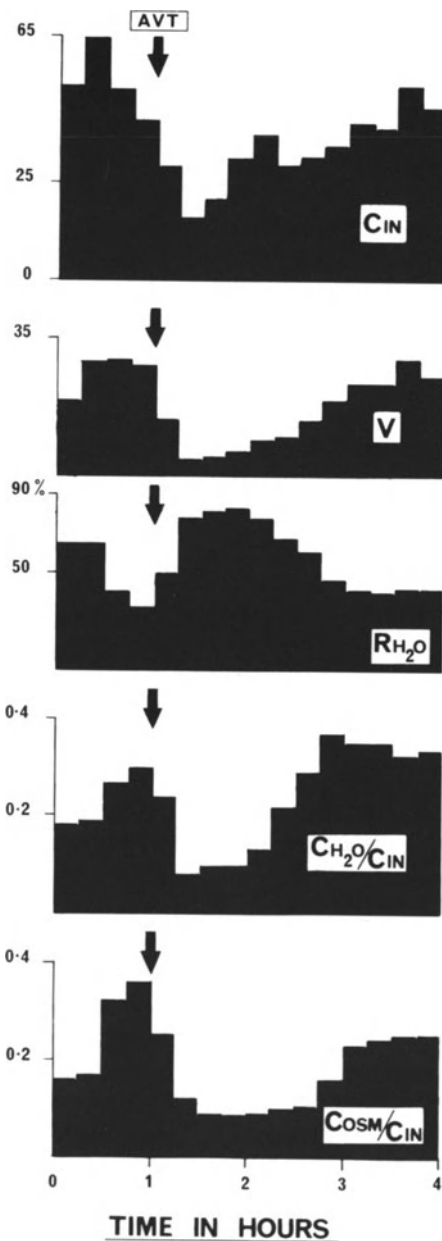 AVT
65
25
0
CIN
35
V
90 %
50
RH₂O
0·4
0·2
CH₂O/CIN
0·4
0·2
COSM/CIN
0 1 2 3 4
TIME IN HOURS